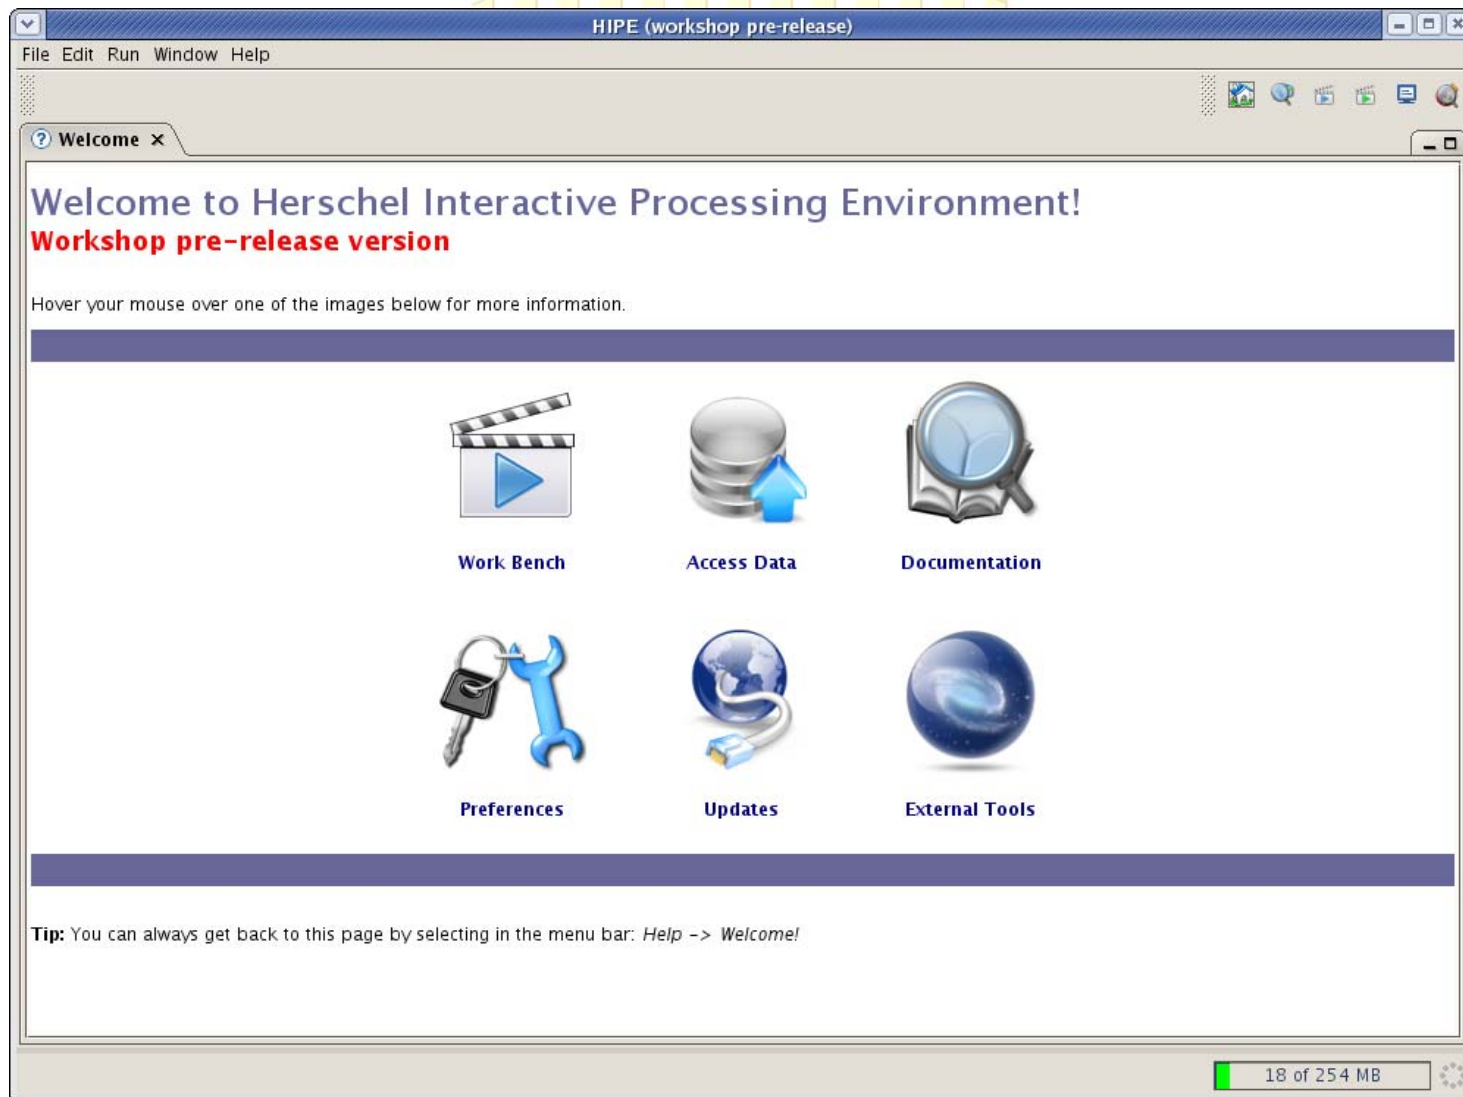 HIPE (workshop pre-release)
File Edit Run Window Help
Welcome
Welcome to Herschel Interactive Processing Environment!
Workshop pre-release version
Hover your mouse over one of the images below for more information.
Work Bench Access Data Documentation
Preferences Updates External Tools
Tip: You can always get back to this page by selecting in the menu bar: Help -> Welcome!
18 of 254 MB